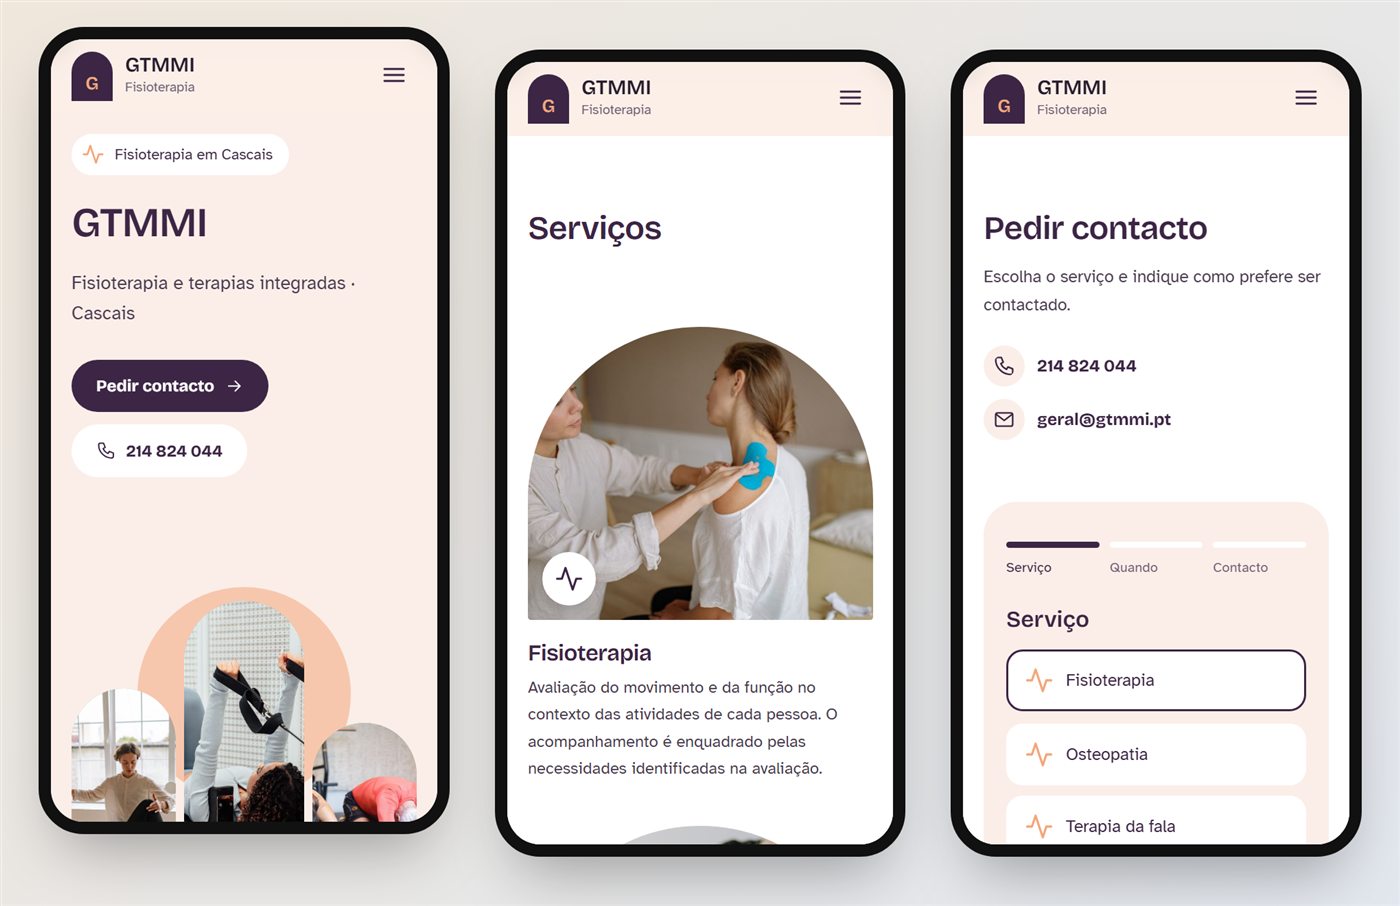 G
GTMMI
Fisioterapia
Fisioterapia em Cascais
GTMMI
Fisioterapia e terapias integradas ·
Cascais
Pedir contacto →
214 824 044
G
GTMMI
Fisioterapia
Serviços
Fisioterapia
Avaliação do movimento e da função no
contexto das atividades de cada pessoa. O
acompanhamento é enquadrado pelas
necessidades identificadas na avaliação.
G
GTMMI
Fisioterapia
Pedir contacto
Escolha o serviço e indique como prefere ser
contactado.
214 824 044
geral@gtmmi.pt
Serviço Quando Contacto
Serviço
Fisioterapia
Osteopatia
Terapia da fala